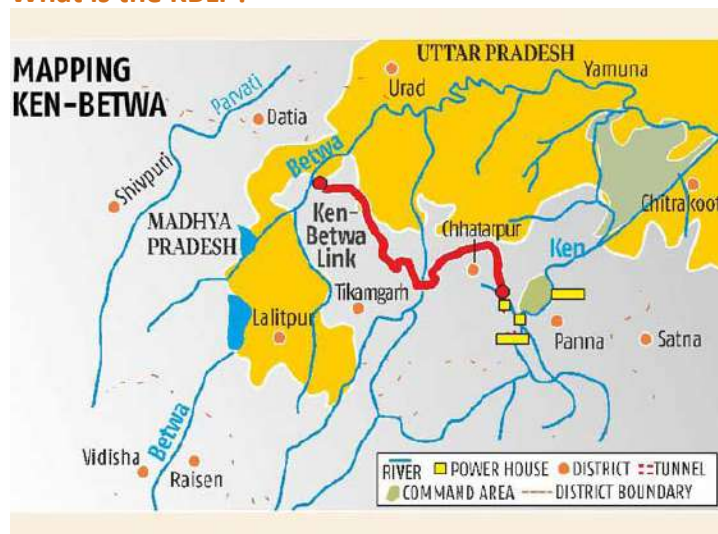 UTTAR PRADESH
MAPPING
KEN-BETWA
Parvati
Yamuna
Urad
Datia
Betwa
Shivpuri
Chitrakoot
Ken-
Betwa
Link
MADHYA
PRADESH
Chhatarpur
Ken
Tikamgarh
Lalitpur
Panna
Satna
Betwa
Vidisha
Raisen
RIVER POWER HOUSE DISTRICT TUNNEL
COMMAND AREA DISTRICT BOUNDARY